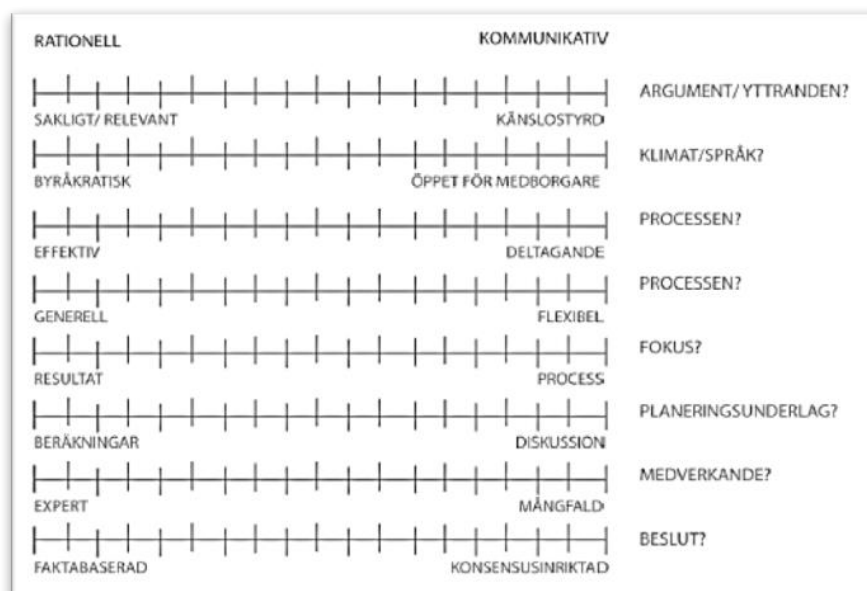 RATIONELL KOMMUNIKATIV
ARGUMENT/ YTTRANDEN?
SAKLIGT/ RELEVANT KÄNSLOSTYRD
KLIMAT/SPRÅK?
BYRÅKRATISK ÖPPET FÖR MEDBORGARE
PROCESSEN?
EFFEKTIV DELTAGANDE
PROCESSEN?
GENERELL FLEXIBEL
FOKUS?
RESULTAT PROCESS
PLANERINGSUNDERLAG?
BERÄKNINGAR DISKUSSION
MEDVERKANDE?
EXPERT MÅNGFALD
BESLUT?
FAKTABASERAD KONSENSUSINRIKTAD